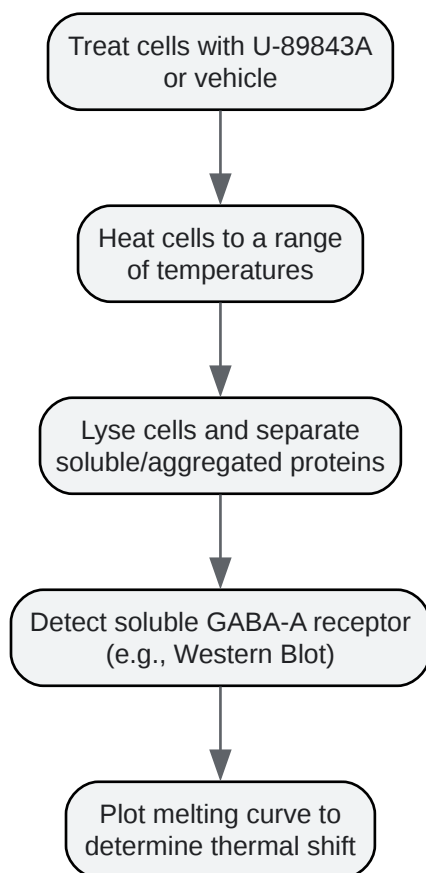 Treat cells with U-89843A
or vehicle
Heat cells to a range
of temperatures
Lyse cells and separate
soluble/aggregated proteins
Detect soluble GABA-A receptor
(e.g., Western Blot)
Plot melting curve to
determine thermal shift